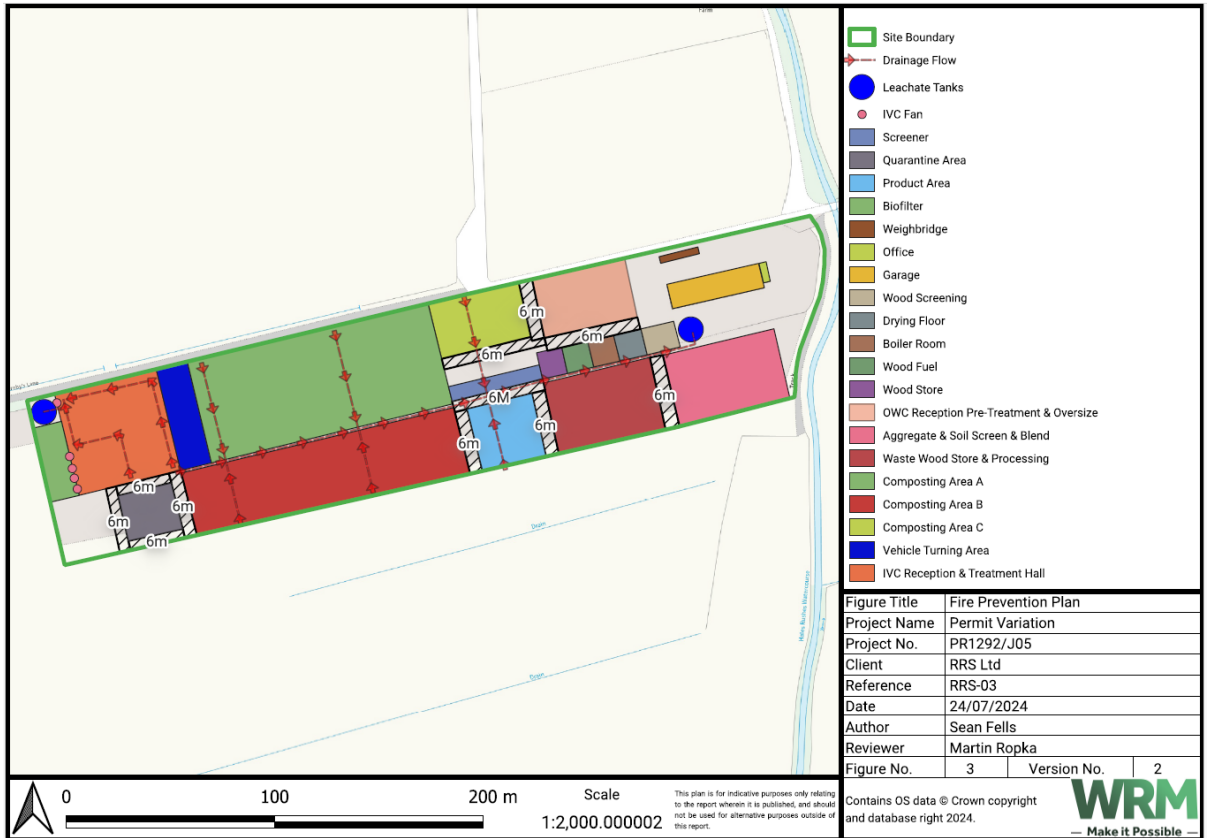 Farm
Lane
6 m
6m
6m
6M
6m
6m
6m
6m
6m
6m
6m
Track
Drain
Drain
Site Boundary
Drainage Flow
Leachate Tanks
IVC Fan
Screener
Quarantine Area
Product Area
Biofilter
Weighbridge
Office
Garage
Wood Screening
Drying Floor
Boiler Room
Wood Fuel
Wood Store
OWC Reception Pre-Treatment & Oversize
Aggregate & Soil Screen & Blend
Waste Wood Store & Processing
Composting Area A
Composting Area B
Composting Area C
Vehicle Turning Area
IVC Reception & Treatment Hall
Figure Title Fire Prevention Plan
Project Name Permit Variation
Project No. PR1292/J05
Client RRS Ltd
Reference RRS-03
Date 24/07/2024
Author Sean Fells
Reviewer Martin Ropka
Figure No. 3 Version No. 2
Contains OS data © Crown copyright
and database right 2024.
WRM
— Make it Possible —
0 100 200 m
Scale
1:2,000.000002
This plan is for indicative purposes only relating
to the report wherein it is published, and should
not be used for alternative purposes outside of
this report.